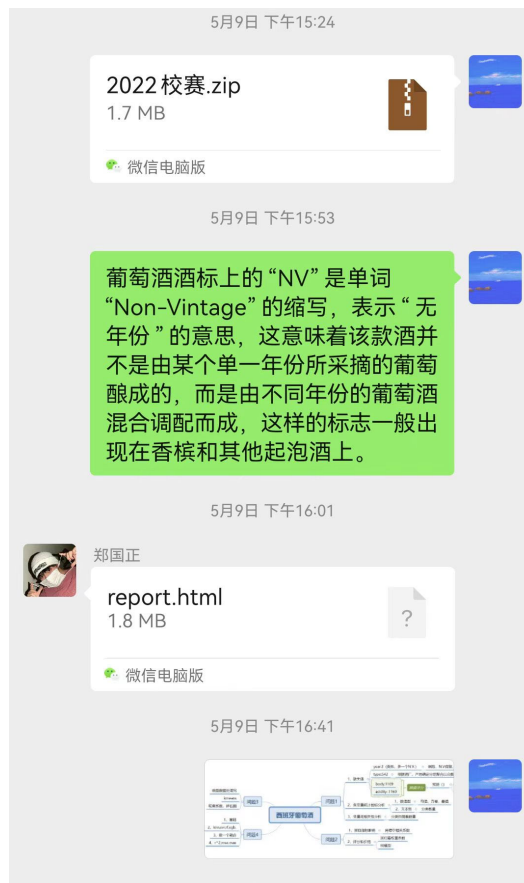 5月9日 下午15:24
2022校赛.zip
1.7 MB
微信电脑版
5月9日 下午15:53
葡萄酒酒标上的“NV”是单词
“Non-Vintage”的缩写，表示“无
年份”的意思，这意味着该款酒并
不是由某个单一年份所采摘的葡萄
酿成的，而是由不同年份的葡萄酒
混合调配而成，这样的标志一般出
现在香槟和其他起泡酒上。
5月9日 下午16:01
郑国正
report.html
1.8 MB
?
微信电脑版
5月9日 下午16:41
西班牙葡萄酒